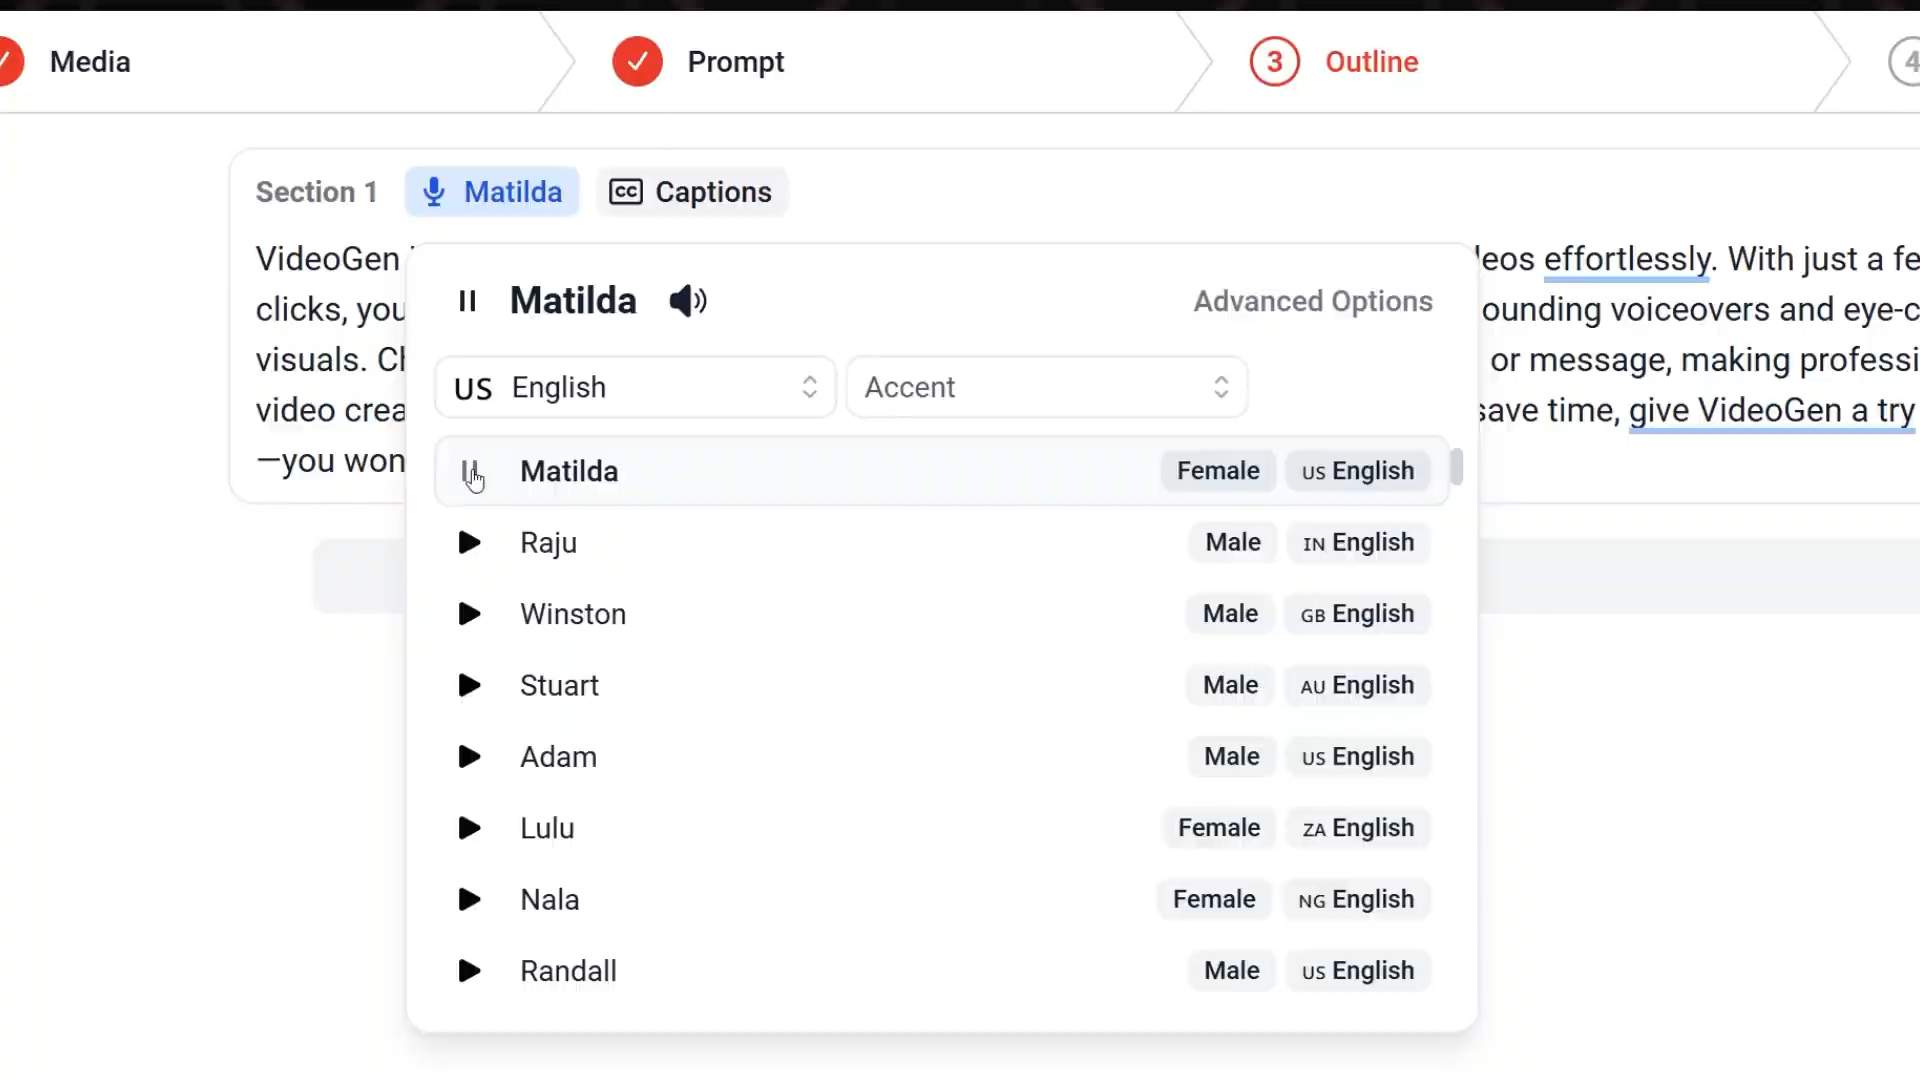 Media
Prompt
3 Outline
4
Section 1 Matilda CC Captions
VideoGen
eos effortlessly. With just a fe
clicks, you
ounding voiceovers and eye-c
visuals. Ch
or message, making professi
video crea
save time, give VideoGen a try
—you won
Matilda
Advanced Options
US English
Accent
Matilda Female US English
Raju Male IN English
Winston Male GB English
Stuart Male AU English
Adam Male US English
Lulu Female ZA English
Nala Female NG English
Randall Male US English